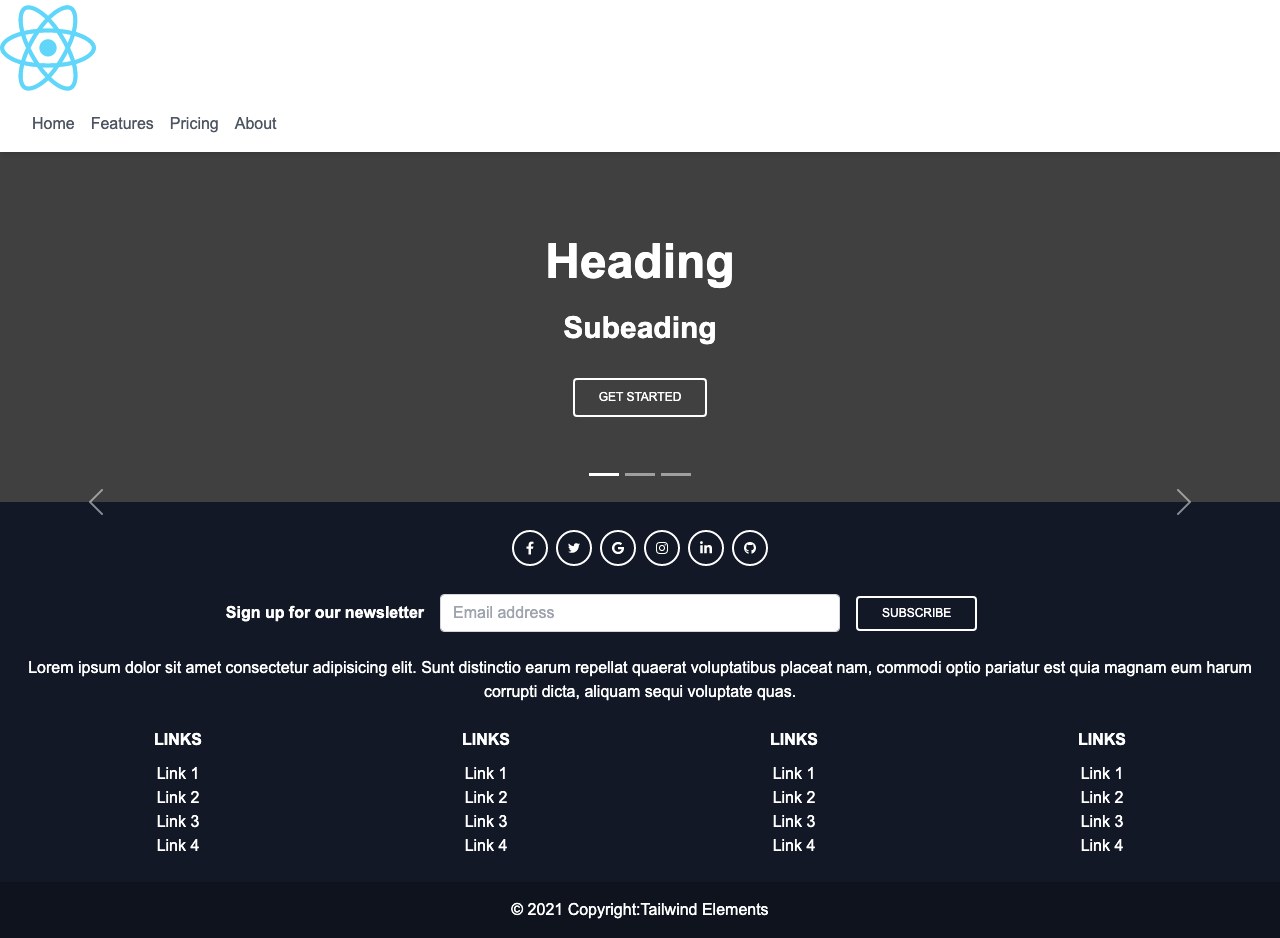 Home Features Pricing About
Heading
Subeading
GET STARTED
Sign up for our newsletter Email address SUBSCRIBE
Lorem ipsum dolor sit amet consectetur adipisicing elit. Sunt distinctio earum repellat quaerat voluptatibus placeat nam, commodi optio pariatur est quia magnam eum harum
corrupti dicta, aliquam sequi voluptate quas.
LINKS LINKS LINKS LINKS
Link 1 Link 1 Link 1 Link 1
Link 2 Link 2 Link 2 Link 2
Link 3 Link 3 Link 3 Link 3
Link 4 Link 4 Link 4 Link 4
© 2021 Copyright:Tailwind Elements